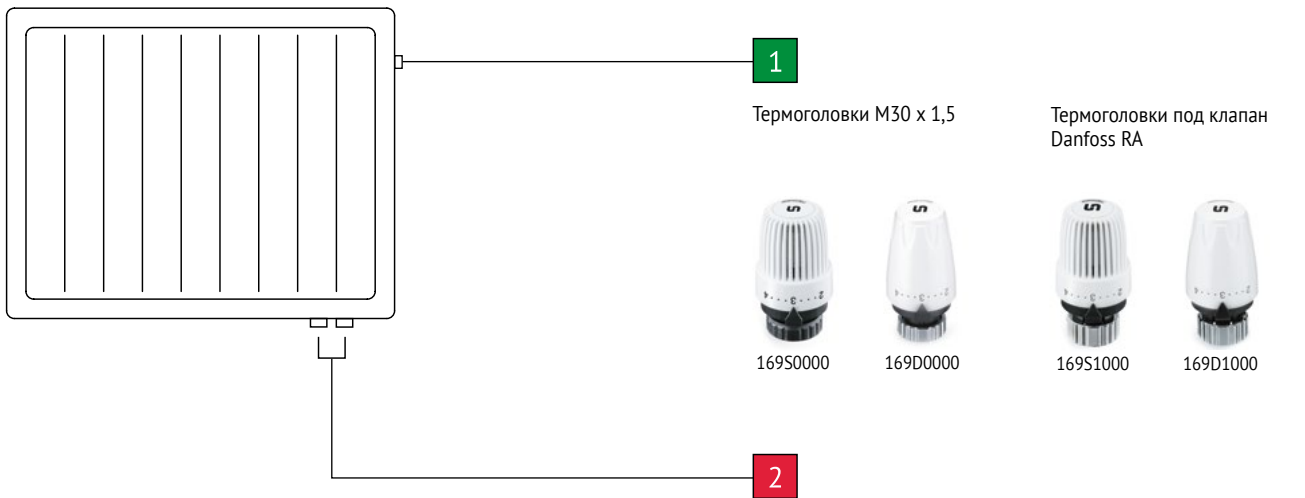 1
Термоголовки М30 х 1,5
Термоголовки под клапан
Danfoss RA
169S0000
169D0000
169S1000
169D1000
2